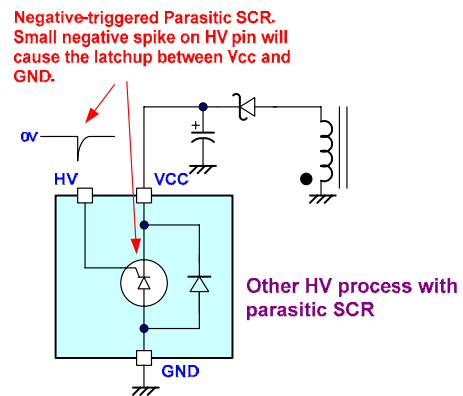 Negative-triggered Parasitic SCR.
Small negative spike on HV pin will
cause the latchup between Vcc and
GND.
0V
+
HV
VCC
Other HV process with
parasitic SCR
GND